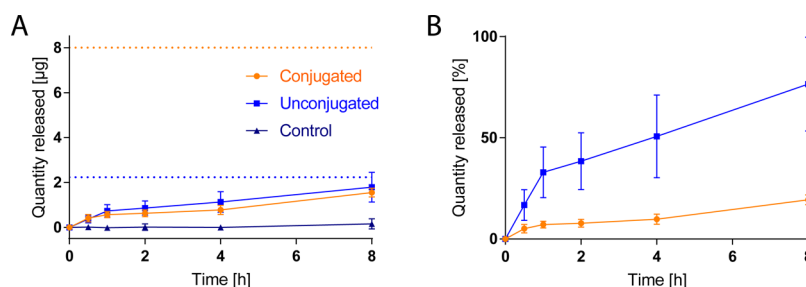 A
Quantity released [µg]
8
6
4
2
0
Conjugated
Unconjugated
Control
0 2 4 6 8
Time [h]
B
Quantity released [%]
100
50
0
0 2 4 6 8
Time [h]